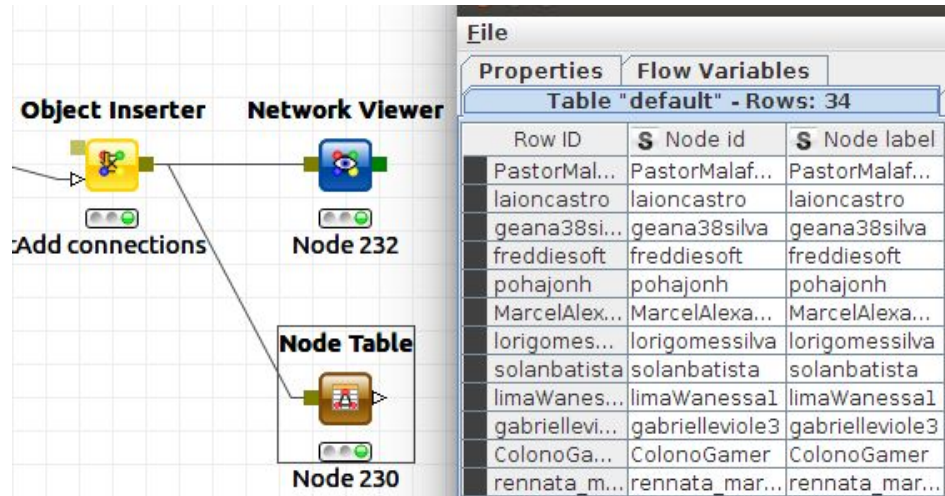 File
Properties Flow Variables
Table "default" - Rows: 34
Row ID S Node id S Node label
PastorMal... PastorMalaf... PastorMalaf...
laioncastro laioncastro laioncastro
geana38si... geana38silva geana38silva
freddiesoft freddiesoft freddiesoft
pohajonh pohajonh pohajonh
MarcelAlex... MarcelAlexa... MarcelAlexa...
lorigomes... lorigomessilva lorigomessilva
solanbatista solanbatista solanbatista
limaWanes... limaWanessa1 limaWanessa1
gabriellevi... gabrielleviole3 gabrielleviole3
ColonoGa... ColonoGamer ColonoGamer
rennata_m... rennata_mar... rennata_mar...
Object Inserter Network Viewer
Add connections Node 232
Node Table
Node 230